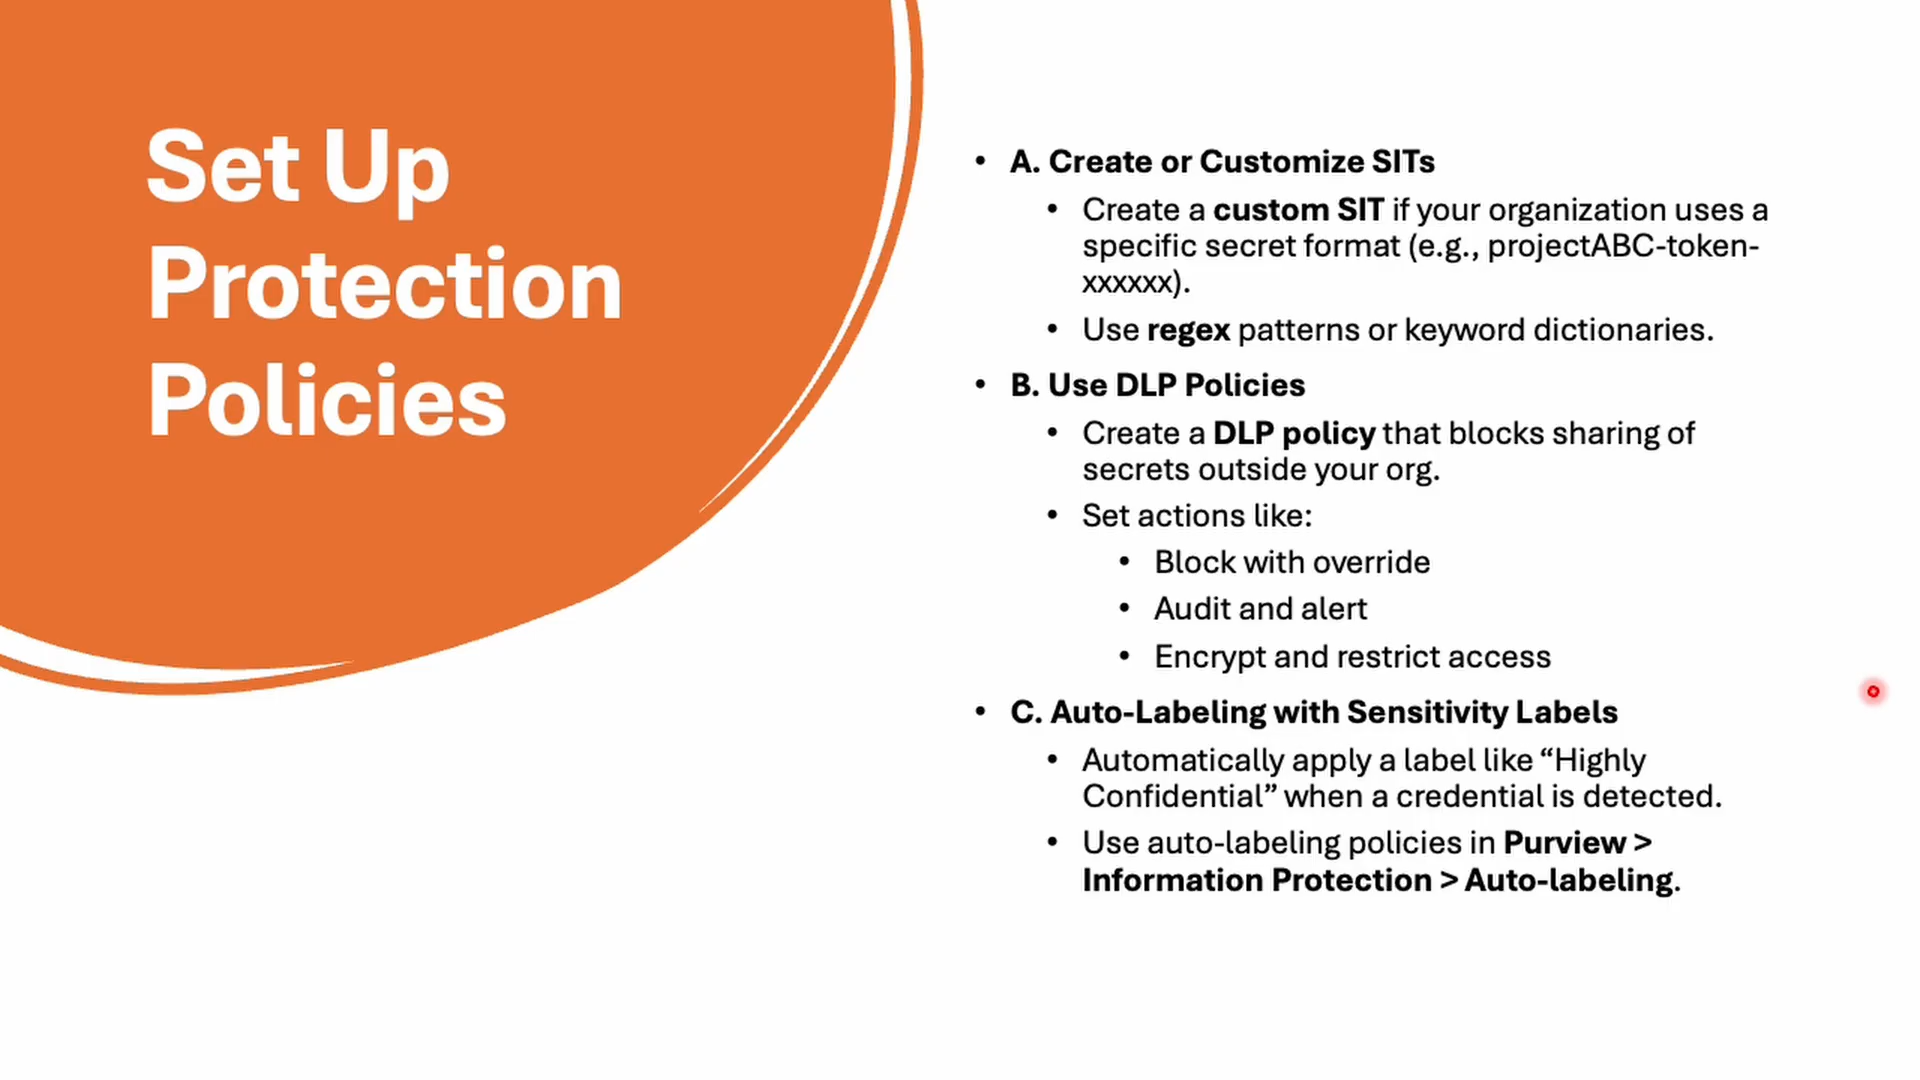 Set Up
Protection
Policies
• A. Create or Customize SITs
• Create a custom SIT if your organization uses a
specific secret format (e.g., projectABC-token-
xxxxxx).
• Use regex patterns or keyword dictionaries.
• B. Use DLP Policies
• Create a DLP policy that blocks sharing of
secrets outside your org.
• Set actions like:
• Block with override
• Audit and alert
• Encrypt and restrict access
• C. Auto-Labeling with Sensitivity Labels
• Automatically apply a label like “Highly
Confidential” when a credential is detected.
• Use auto-labeling policies in Purview >
Information Protection > Auto-labeling.